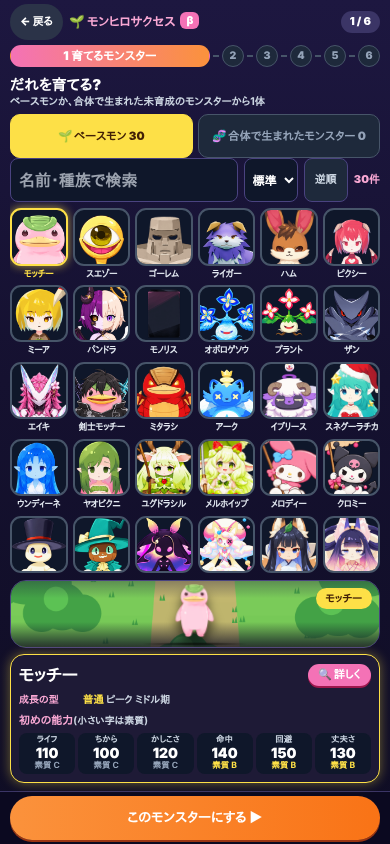 ← 戻る
🌱 モンヒロサクセス β
1 / 6
1 育てるモンスター
2
3
4
5
6
だれを育てる?
ベースモンか、合体で生まれた未育成のモンスターから1体
🌱 ベースモン 30
🧬 合体で生まれたモンスター 0
名前・種族で検索
標準
逆順
30件
モッチー
スエゾー
ゴーレム
ライガー
ハム
ピクシー
ミーア
パンドラ
モノリス
オボロゲソウ
プラント
ザン
エイキ
剣士モッチー
ミタラシ
アーク
イブリース
スネグーラチカ
ウンディーネ
ヤオビクニ
ユグドラシル
メルホイップ
メロディー
クロミー
モッチー
モッチー
🔍 詳しく
成長の型 普通 ピーク ミドル期
初めの能力(小さい字は素質)
ライフ
110
素質 C
ちから
100
素質 C
かしこさ
120
素質 C
命中
140
素質 B
回避
150
素質 B
丈夫さ
130
素質 B
このモンスターにする ▶